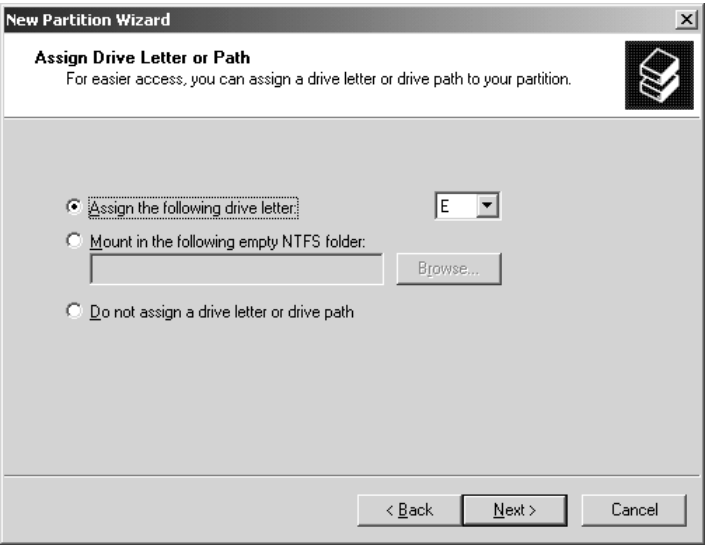 New Partition Wizard
Assign Drive Letter or Path
For easier access, you can assign a drive letter or drive path to your partition.
Assign the following drive letter: E
Mount in the following empty NTFS folder:
Browse...
Do not assign a drive letter or drive path
< Back Next > Cancel